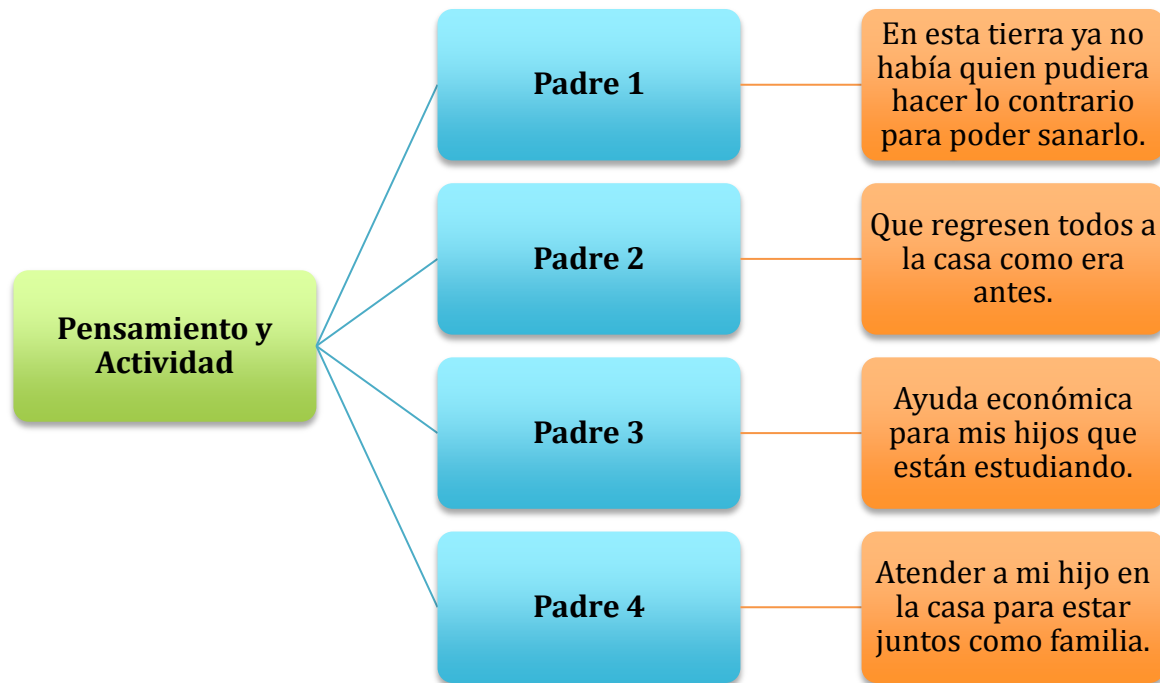 Pensamiento y
Actividad
Padre 1
En esta tierra ya no
había quien pudiera
hacer lo contrario
para poder sanarlo.
Padre 2
Que regresen todos a
la casa como era
antes.
Padre 3
Ayuda económica
para mis hijos que
están estudiando.
Padre 4
Atender a mi hijo en
la casa para estar
juntos como familia.